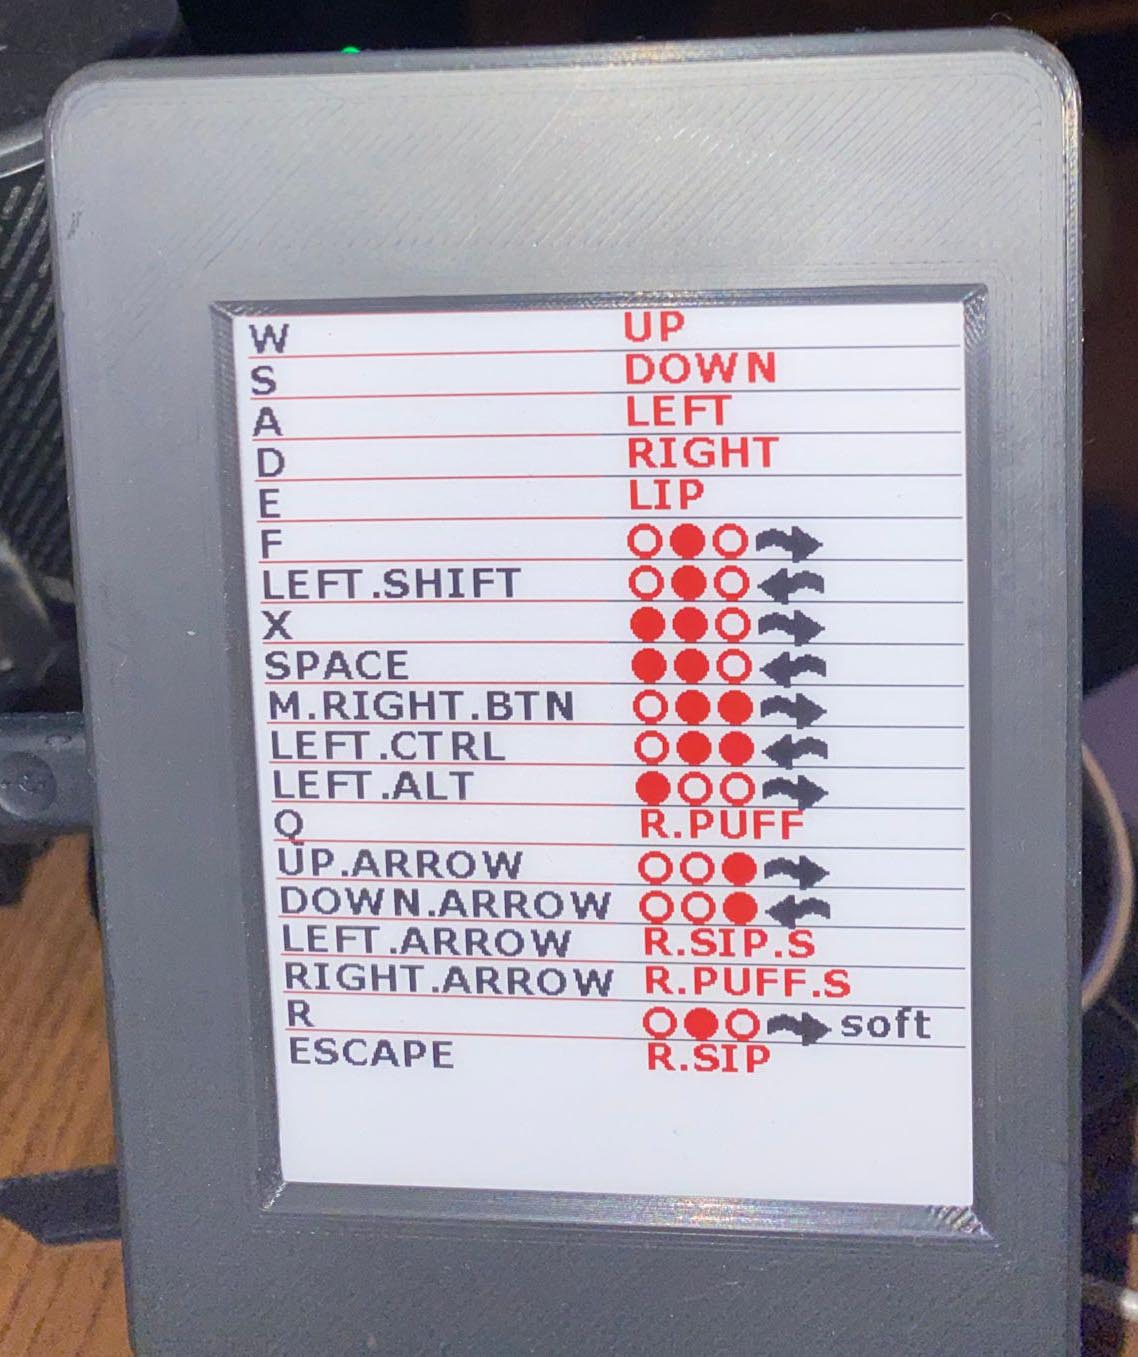 W UP
S DOWN
A LEFT
D RIGHT
E LIP
F
LEFT.SHIFT
X
SPACE
M.RIGHT.BTN
LEFT.CTRL
LEFT.ALT
Q R.PUFF
UP.ARROW
DOWN.ARROW
LEFT.ARROW R.SIP.S
RIGHT.ARROW R.PUFF.S
R soft
ESCAPE R.SIP